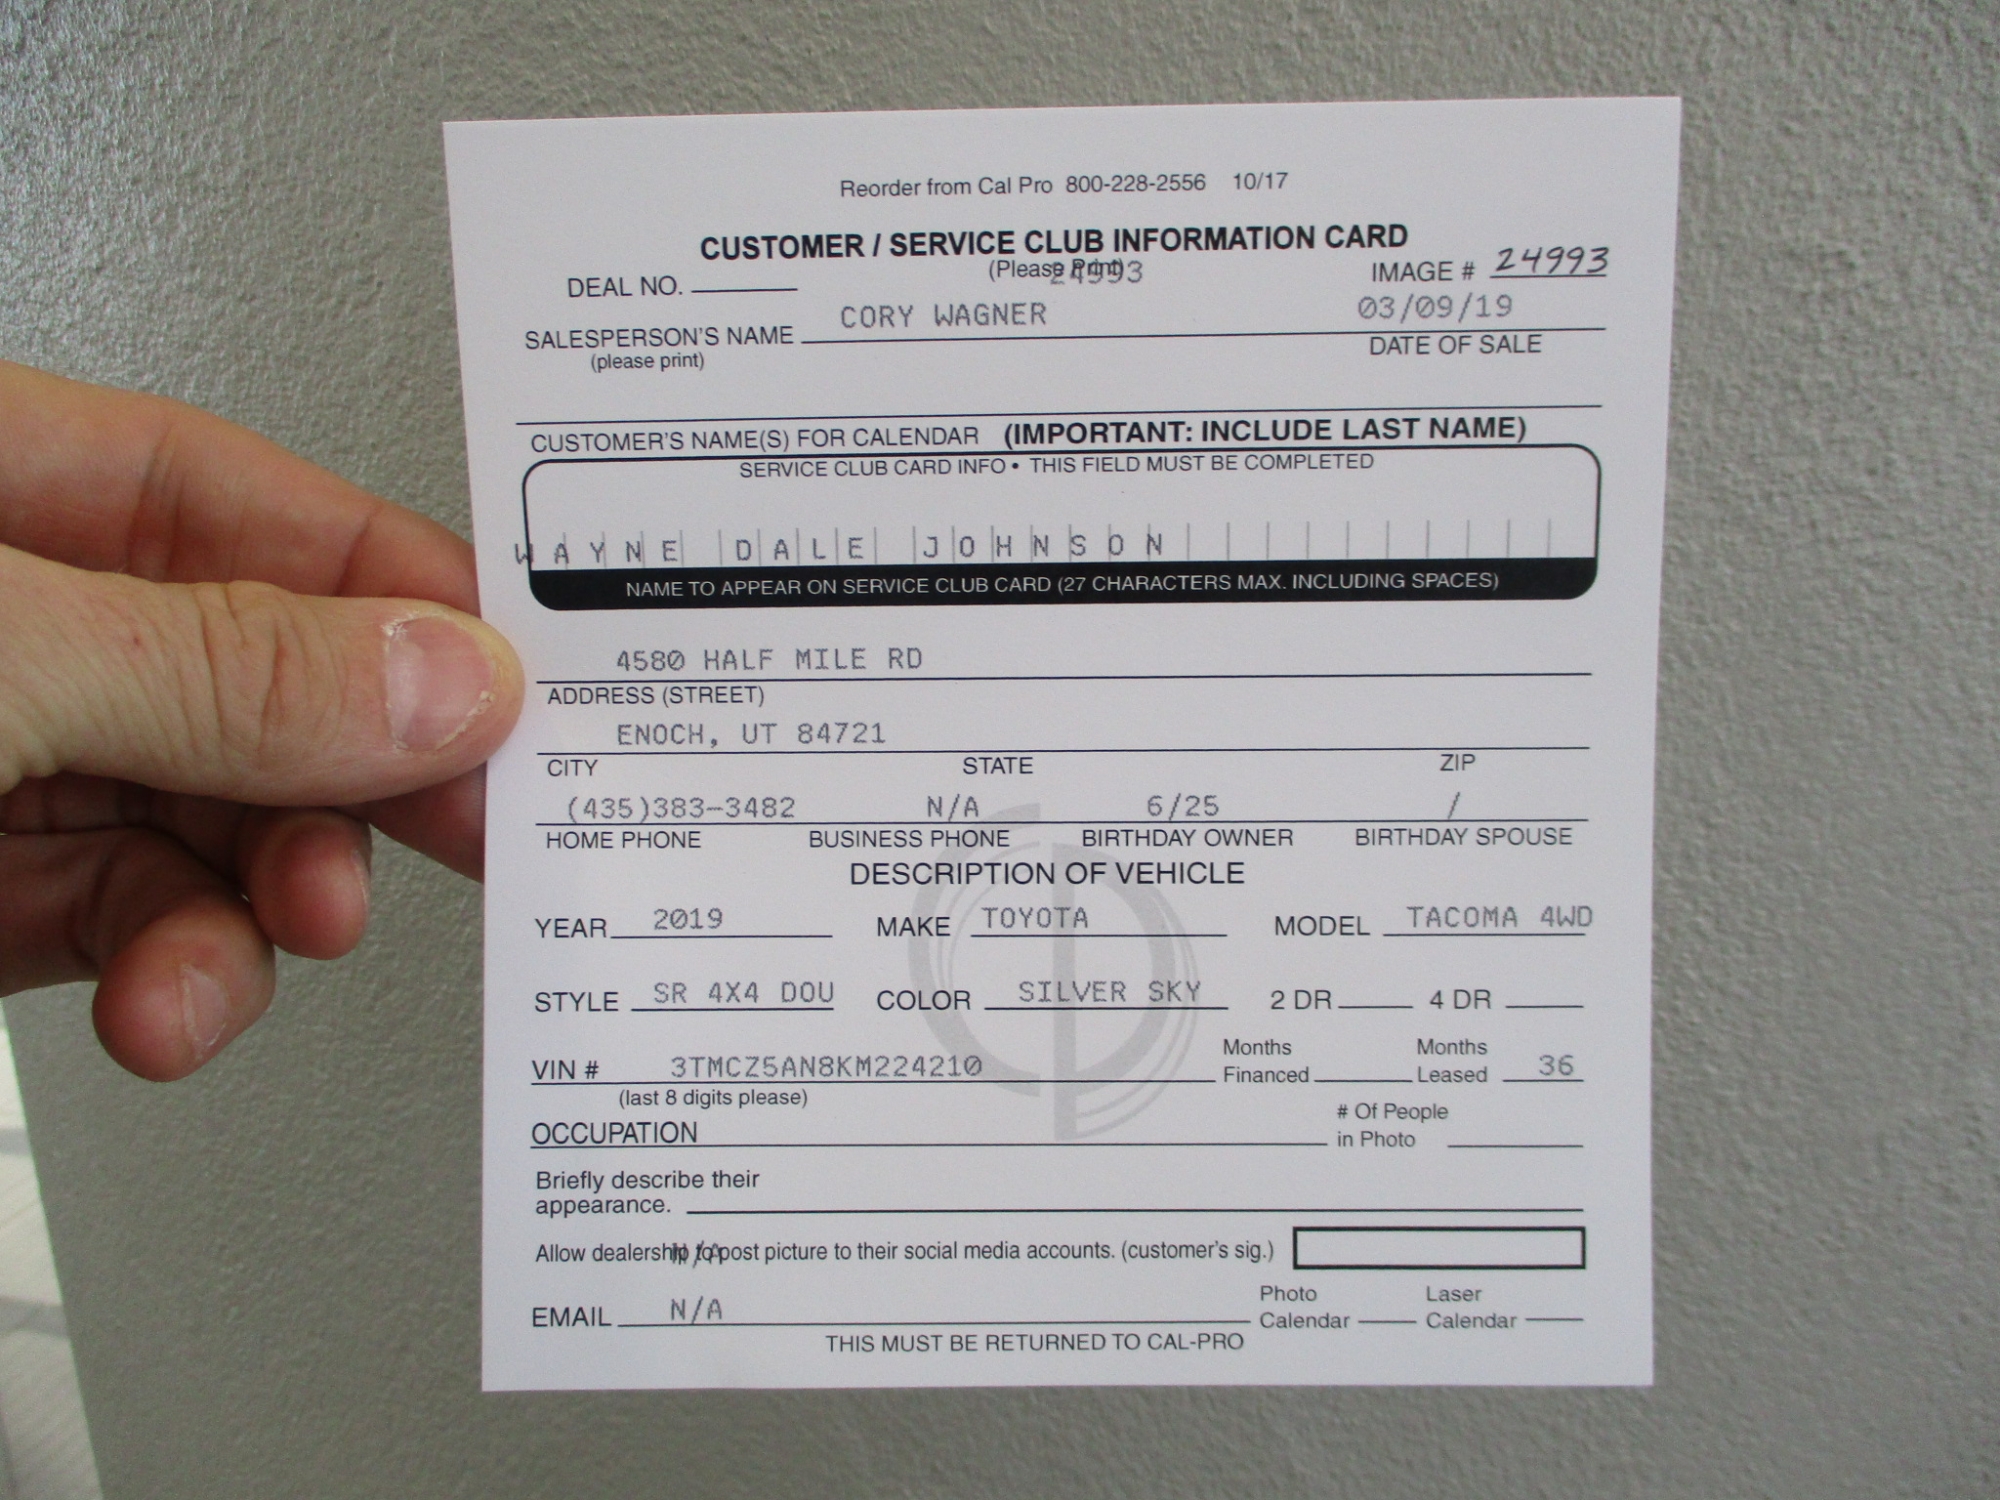 Reorder from Cal Pro 800-228-2556 10/17
CUSTOMER / SERVICE CLUB INFORMATION CARD
(Please Print) 24993
DEAL NO. IMAGE # 24993
CORY WAGNER 03/09/19
SALESPERSON'S NAME DATE OF SALE
(please print)
CUSTOMER'S NAME(S) FOR CALENDAR (IMPORTANT: INCLUDE LAST NAME)
SERVICE CLUB CARD INFO • THIS FIELD MUST BE COMPLETED
WAYNE DALE JOHNSON
NAME TO APPEAR ON SERVICE CLUB CARD (27 CHARACTERS MAX. INCLUDING SPACES)
4580 HALF MILE RD
ADDRESS (STREET)
ENOCH, UT 84721
CITY STATE ZIP
(435)383-3482 N/A 6/25 /
HOME PHONE BUSINESS PHONE BIRTHDAY OWNER BIRTHDAY SPOUSE
DESCRIPTION OF VEHICLE
YEAR 2019 MAKE TOYOTA MODEL TACOMA 4WD
STYLE SR 4X4 DOU COLOR SILVER SKY 2 DR 4 DR
VIN # 3TMCZ5AN8KM224210 Months Financed Months Leased 36
(last 8 digits please)
OCCUPATION # Of People in Photo
Briefly describe their
appearance.
Allow dealership to post picture to their social media accounts. (customer's sig.)
N/A
EMAIL N/A Photo Calendar Laser Calendar
THIS MUST BE RETURNED TO CAL-PRO